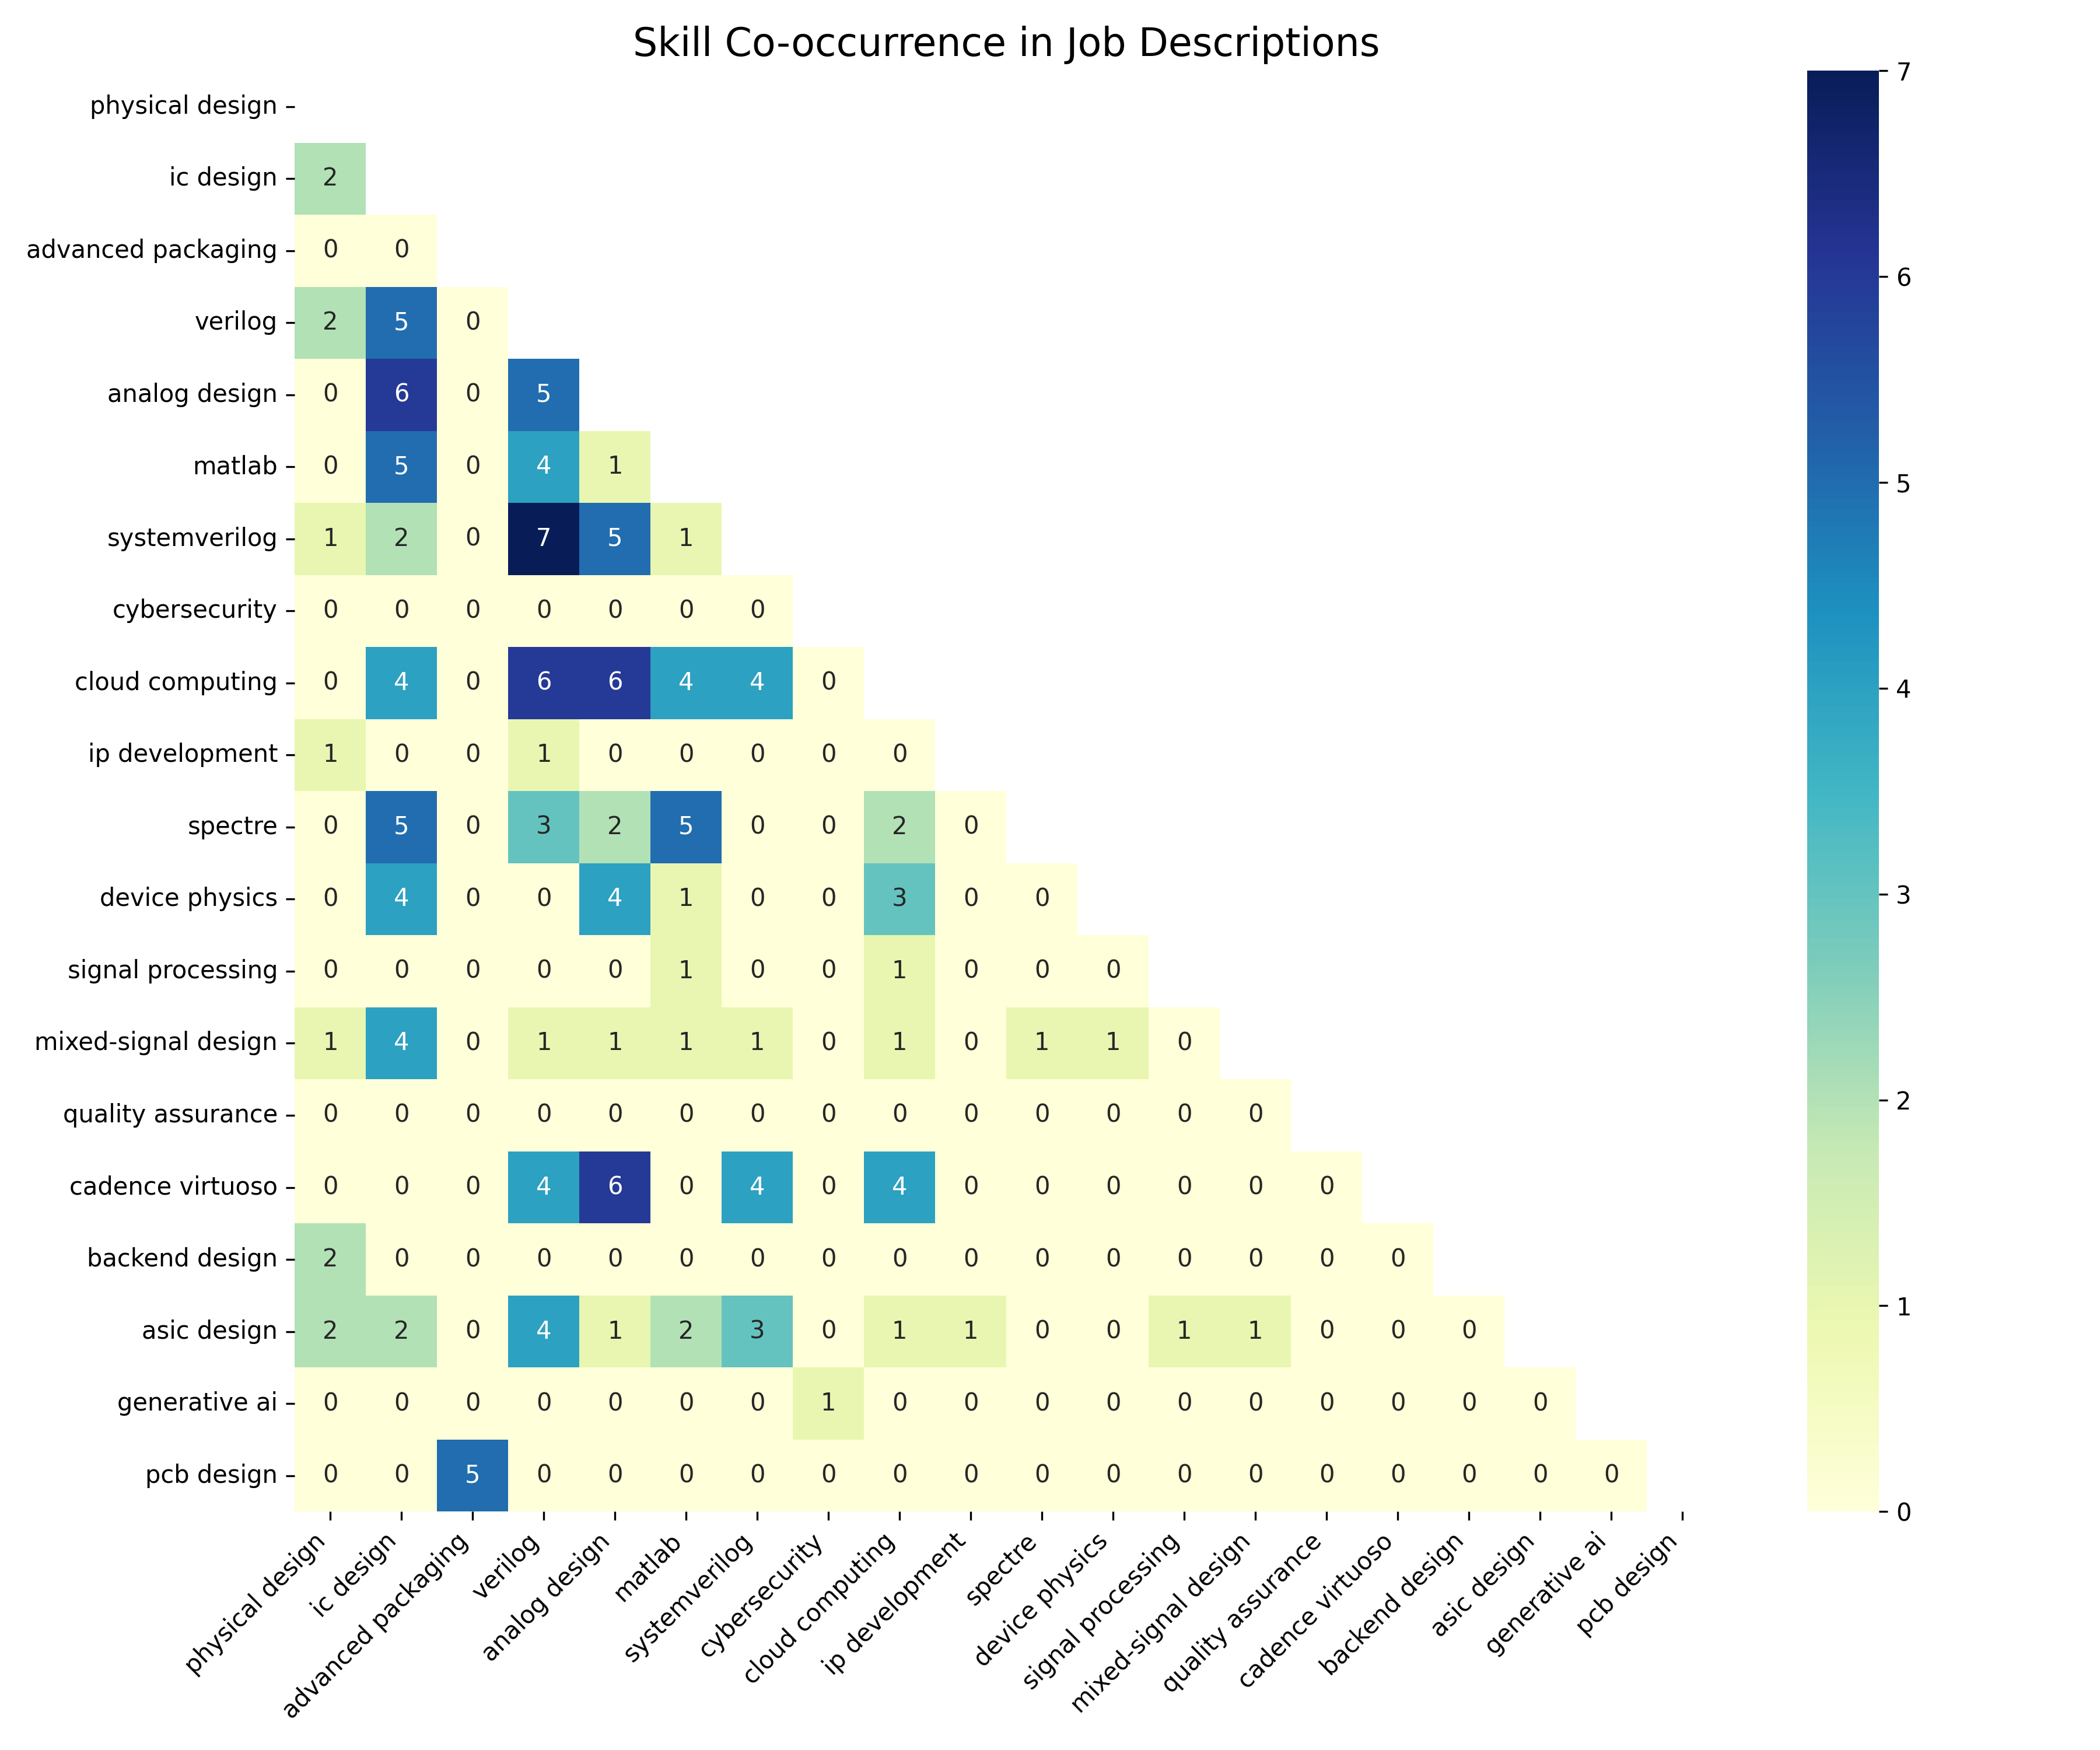 Skill Co-occurrence in Job Descriptions
physical design
ic design 2
advanced packaging 0 0
verilog 2 5 0
analog design 0 6 0 5
matlab 0 5 0 4 1
systemverilog 1 2 0 7 5 1
cybersecurity 0 0 0 0 0 0 0
cloud computing 0 4 0 6 6 4 4 0
ip development 1 0 0 1 0 0 0 0 0
spectre 0 5 0 3 2 5 0 0 2 0
device physics 0 4 0 0 4 1 0 0 3 0 0
signal processing 0 0 0 0 0 1 0 0 1 0 0 0
mixed-signal design 1 4 0 1 1 1 1 0 1 0 1 1 0
quality assurance 0 0 0 0 0 0 0 0 0 0 0 0 0 0
cadence virtuoso 0 0 0 4 6 0 4 0 4 0 0 0 0 0 0
backend design 2 0 0 0 0 0 0 0 0 0 0 0 0 0 0 0
asic design 2 2 0 4 1 2 3 0 1 1 0 0 1 1 0 0 0
generative ai 0 0 0 0 0 0 0 1 0 0 0 0 0 0 0 0 0 0
pcb design 0 0 5 0 0 0 0 0 0 0 0 0 0 0 0 0 0 0 0
physical design
ic design
advanced packaging
verilog
analog design
matlab
systemverilog
cybersecurity
cloud computing
ip development
spectre
device physics
signal processing
mixed-signal design
quality assurance
cadence virtuoso
backend design
asic design
generative ai
pcb design
7
6
5
4
3
2
1
0